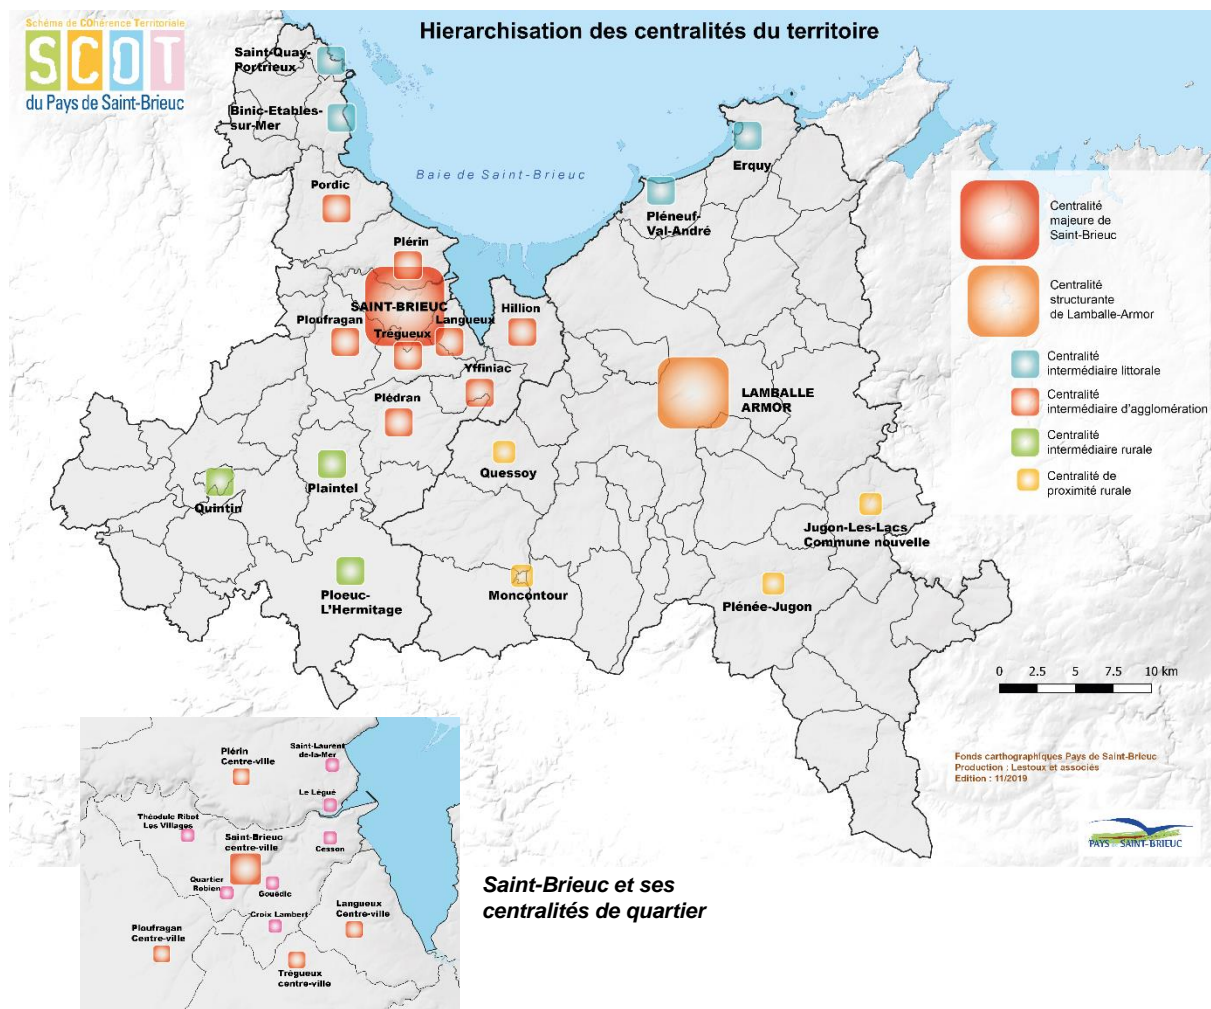 Schéma de COhérence Territoriale
SCOT
du Pays de Saint-Brieuc
Hierarchisation des centralités du territoire
Saint-Quay-
Portrieux
Binic-Etables-
sur-Mer
Baie de Saint-Brieuc
Erquy
Pordic
Pléneuf-
Val-André
Plérin
SAINT-BRIEUC
Hillion
Ploufragan
Langueux
Trégueux
Yffiniac
Plédran
LAMBALLE
ARMOR
Quessoy
Plaintel
Quintin
Jugon-Les-Lacs
Commune nouvelle
Ploeuc-
L'Hermitage
Moncontour
Plénée-Jugon
Centralité
majeure de
Saint-Brieuc
Centralité
structurante
de Lamballe-Armor
Centralité
intermédiaire littorale
Centralité
intermédiaire d'agglomération
Centralité
intermédiaire rurale
Centralité de
proximité rurale
0 2.5 5 7.5 10 km
Fonds carthographiques Pays de Saint-Brieuc
Production : Lestoux et associés
Edition : 11/2019
PAYS DE SAINT-BRIEUC
Saint-Laurent
de-la-Mer
Plérin
Centre-ville
Le Légué
Théodule Ribot
Les Villages
Saint-Brieuc
centre-ville
Cesson
Quartier
Robien
Gouédic
Croix Lambert
Langueux
Centre-ville
Ploufragan
Centre-ville
Trégueux
centre-ville
Saint-Brieuc et ses
centralités de quartier